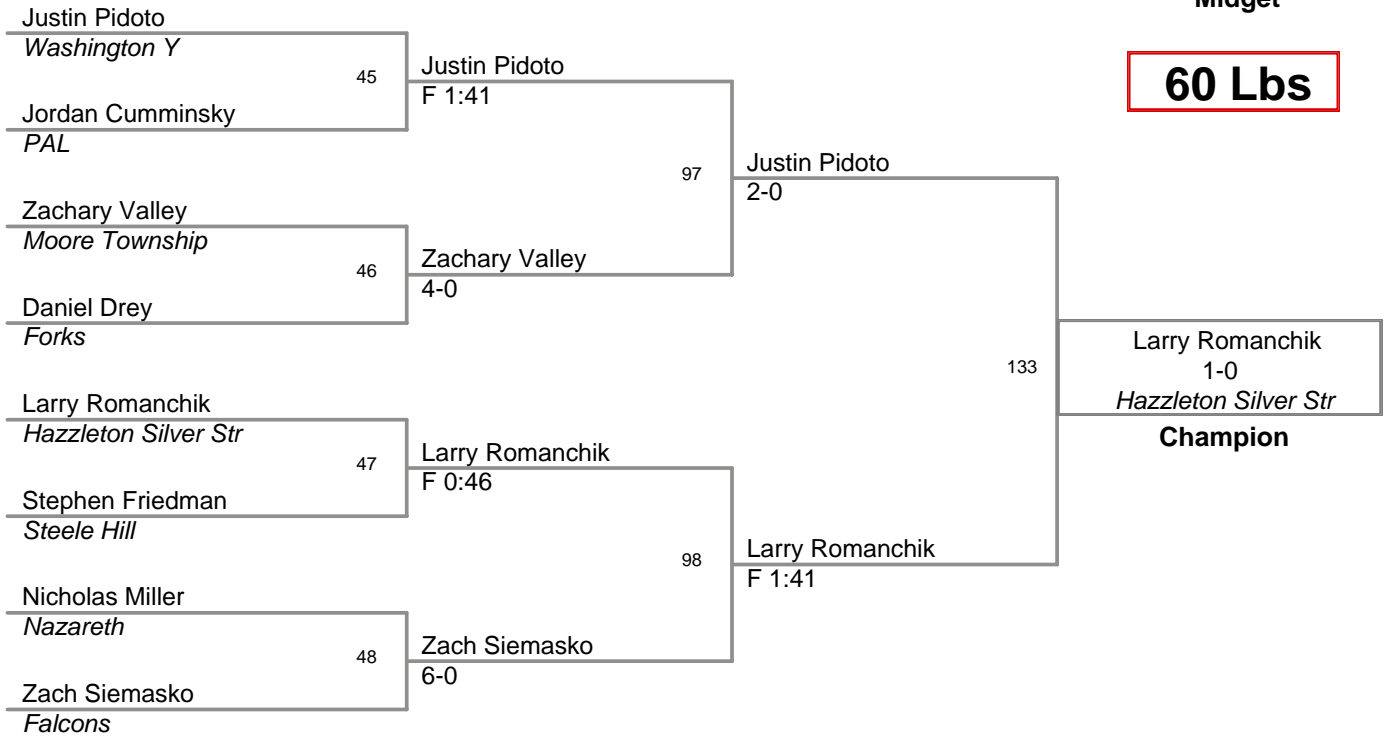 Midget
60 Lbs
Justin Pidoto
Washington Y
45
Jordan Cumminsky
PAL
Zachary Valley
Moore Township
46
Daniel Drey
Forks
Larry Romanchik
Hazzleton Silver Str
47
Stephen Friedman
Steele Hill
Nicholas Miller
Nazareth
48
Zach Siemasko
Falcons
Justin Pidoto
F 1:41
97
Zachary Valley
4-0
Larry Romanchik
F 0:46
98
Zach Siemasko
6-0
Justin Pidoto
2-0
133
Larry Romanchik
F 1:41
Larry Romanchik
1-0
Hazzleton Silver Str
Champion